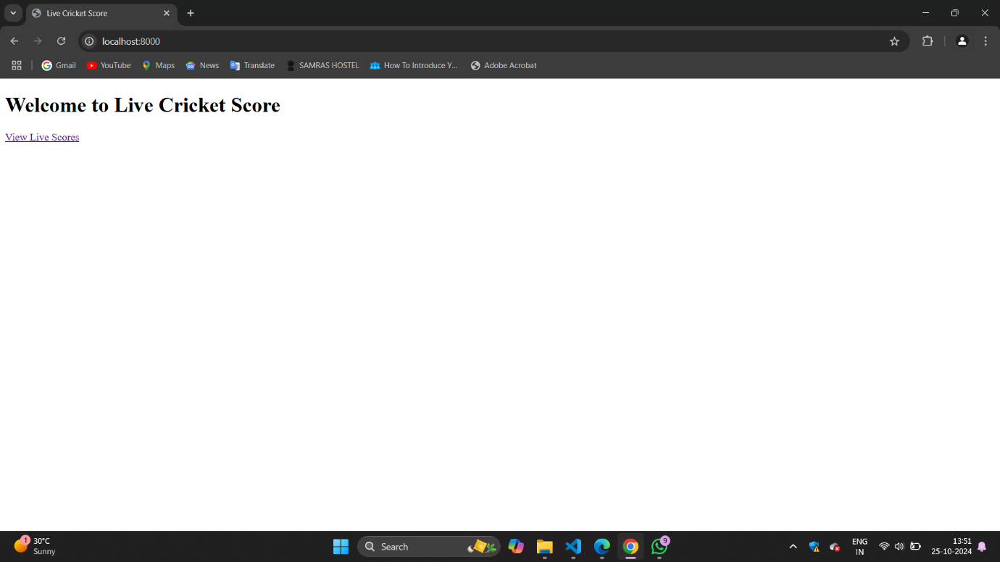 Live Cricket Score
localhost:8000
Gmail YouTube Maps News Translate SAMRAS HOSTEL How To Introduce Y... Adobe Acrobat
Welcome to Live Cricket Score
View Live Scores
1 30°C
Sunny
Search
9
ENG
IN
13:51
25-10-2024